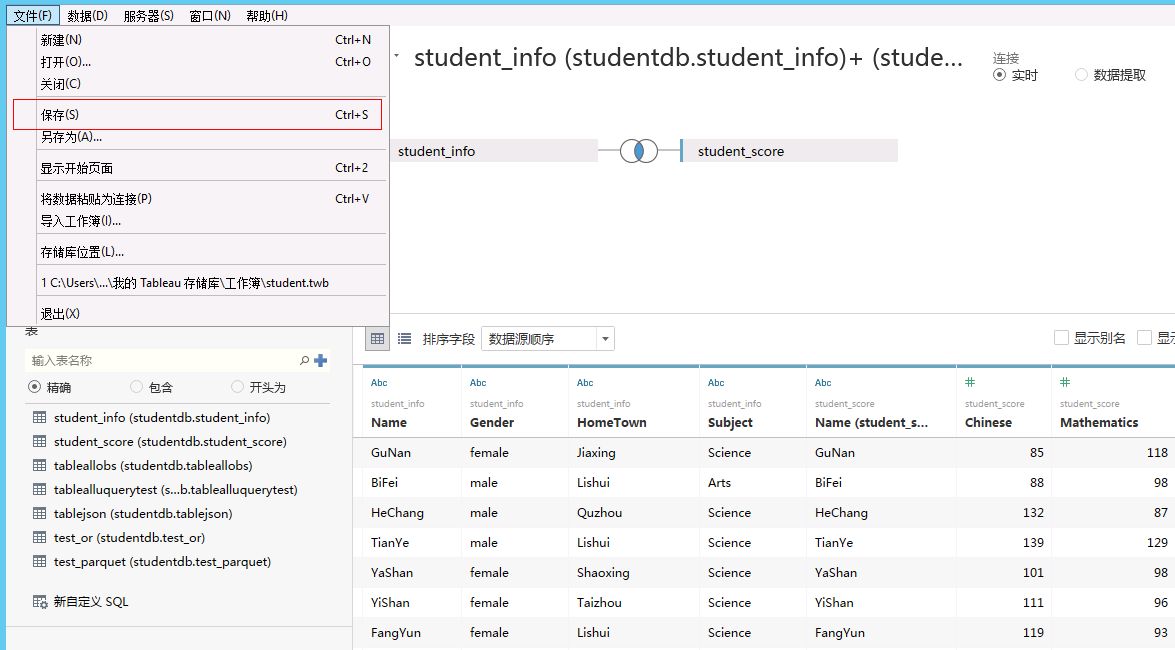 文件(F) 数据(D) 服务器(S) 窗口(N) 帮助(H)
新建(N) Ctrl+N
打开(O)... Ctrl+O
关闭(C)
保存(S) Ctrl+S
另存为(A)...
显示开始页面 Ctrl+2
将数据粘贴为连接(P) Ctrl+V
导入工作簿(I)...
存储库位置(L)...
1 C:\Users\...\我的 Tableau 存储库\工作簿\student.twb
退出(X)
student_info (studentdb.student_info)+ (stude...
连接
实时 数据提取
student_info student_score
表
输入表名称
精确 包含 开头为
student_info (studentdb.student_info)
student_score (studentdb.student_score)
tableallobs (studentdb.tableallobs)
tablealluquerytest (s...b.tablealluquerytest)
tablejson (studentdb.tablejson)
test_or (studentdb.test_or)
test_parquet (studentdb.test_parquet)
新自定义 SQL
排序字段 数据源顺序 显示别名 显示
Abc Abc Abc Abc Abc # #
student_info student_info student_info student_info student_score student_score student_score
Name Gender HomeTown Subject Name (student_s... Chinese Mathematics
GuNan female Jiaxing Science GuNan 85 118
BiFei male Lishui Arts BiFei 88 98
HeChang male Quzhou Science HeChang 132 87
TianYe male Lishui Science TianYe 139 129
YaShan female Shaoxing Science YaShan 101 98
YiShan female Taizhou Science YiShan 111 96
FangYun female Lishui Science FangYun 119 93